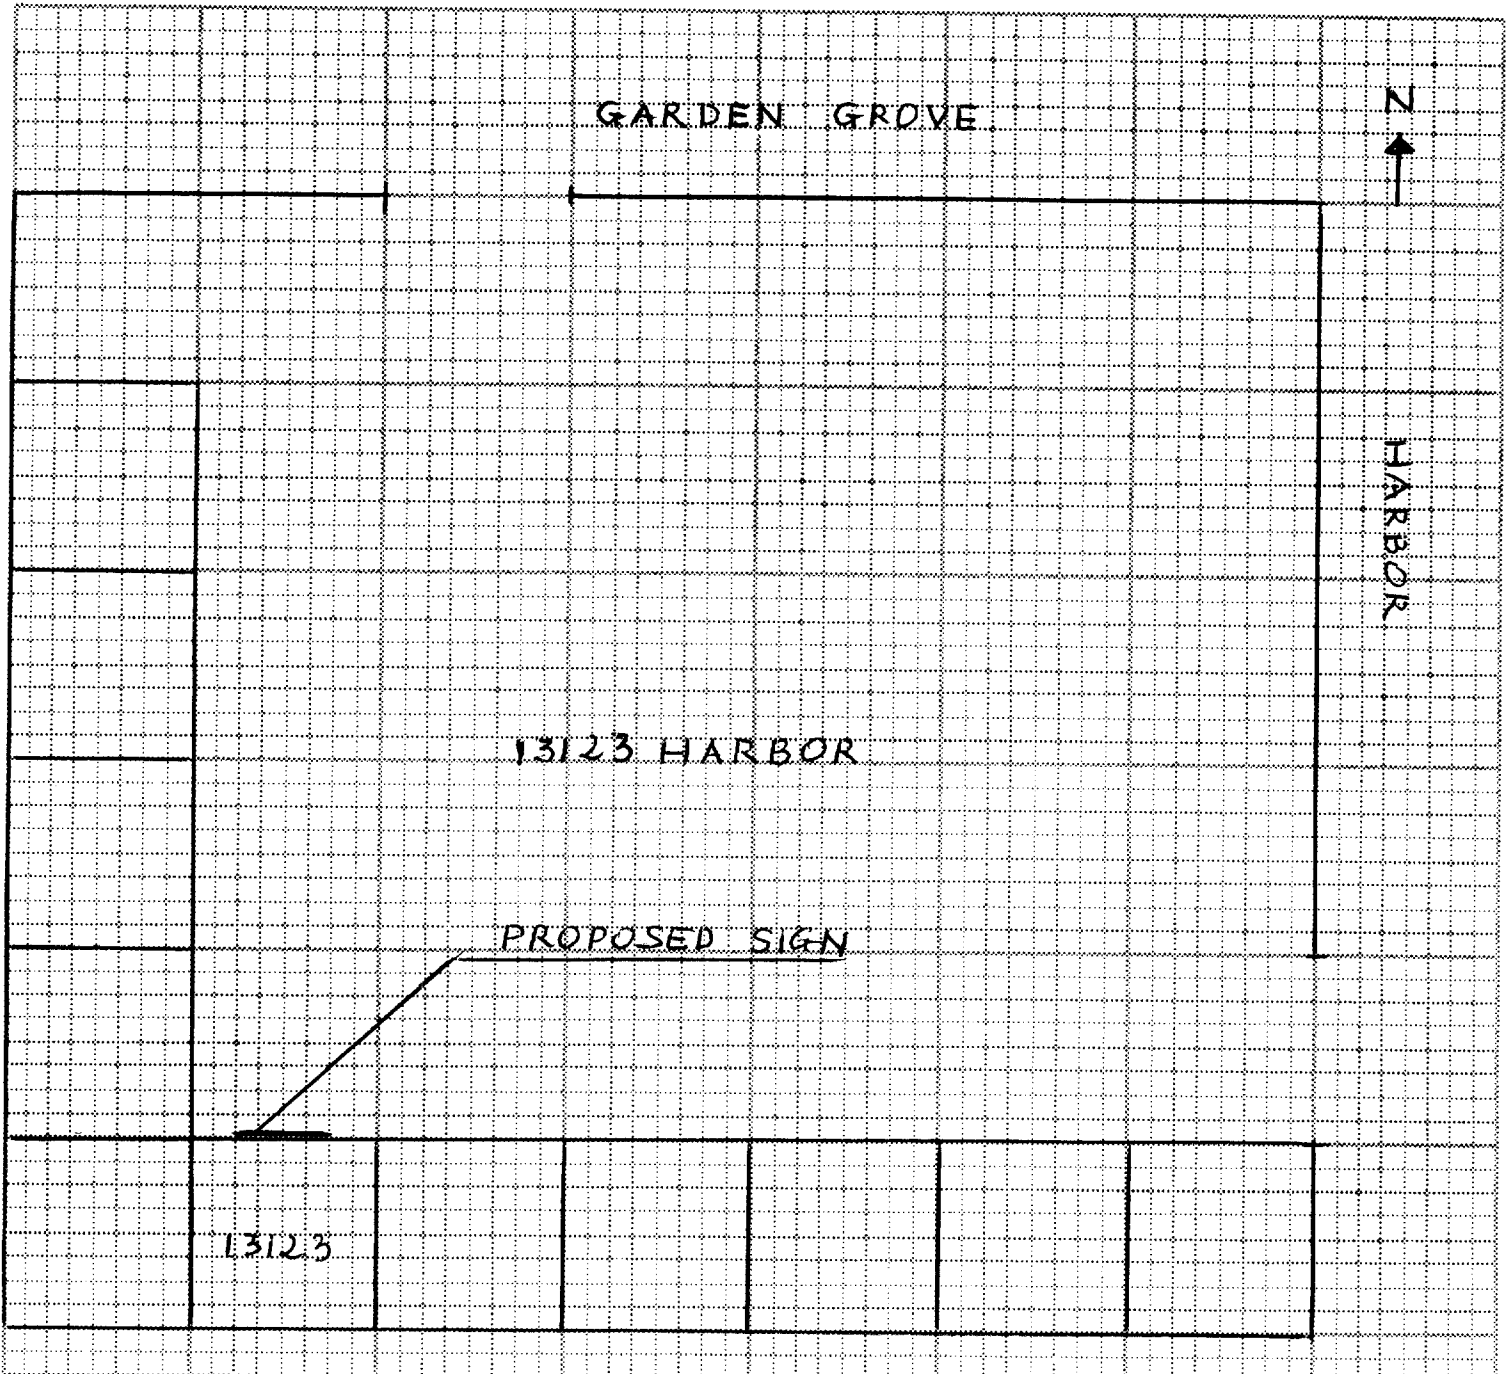 GARDEN GROVE
N
HARBOR
13123 HARBOR
PROPOSED SIGN
13123